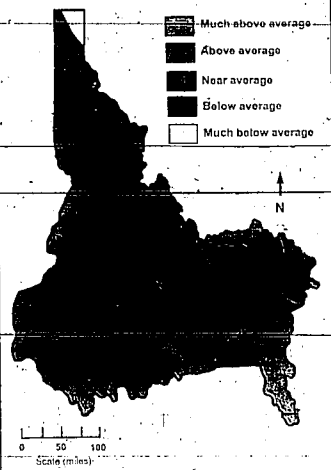 Much above average
Above average
Near average
Below average
Much below average
N
0 50 100
Scale (miles)